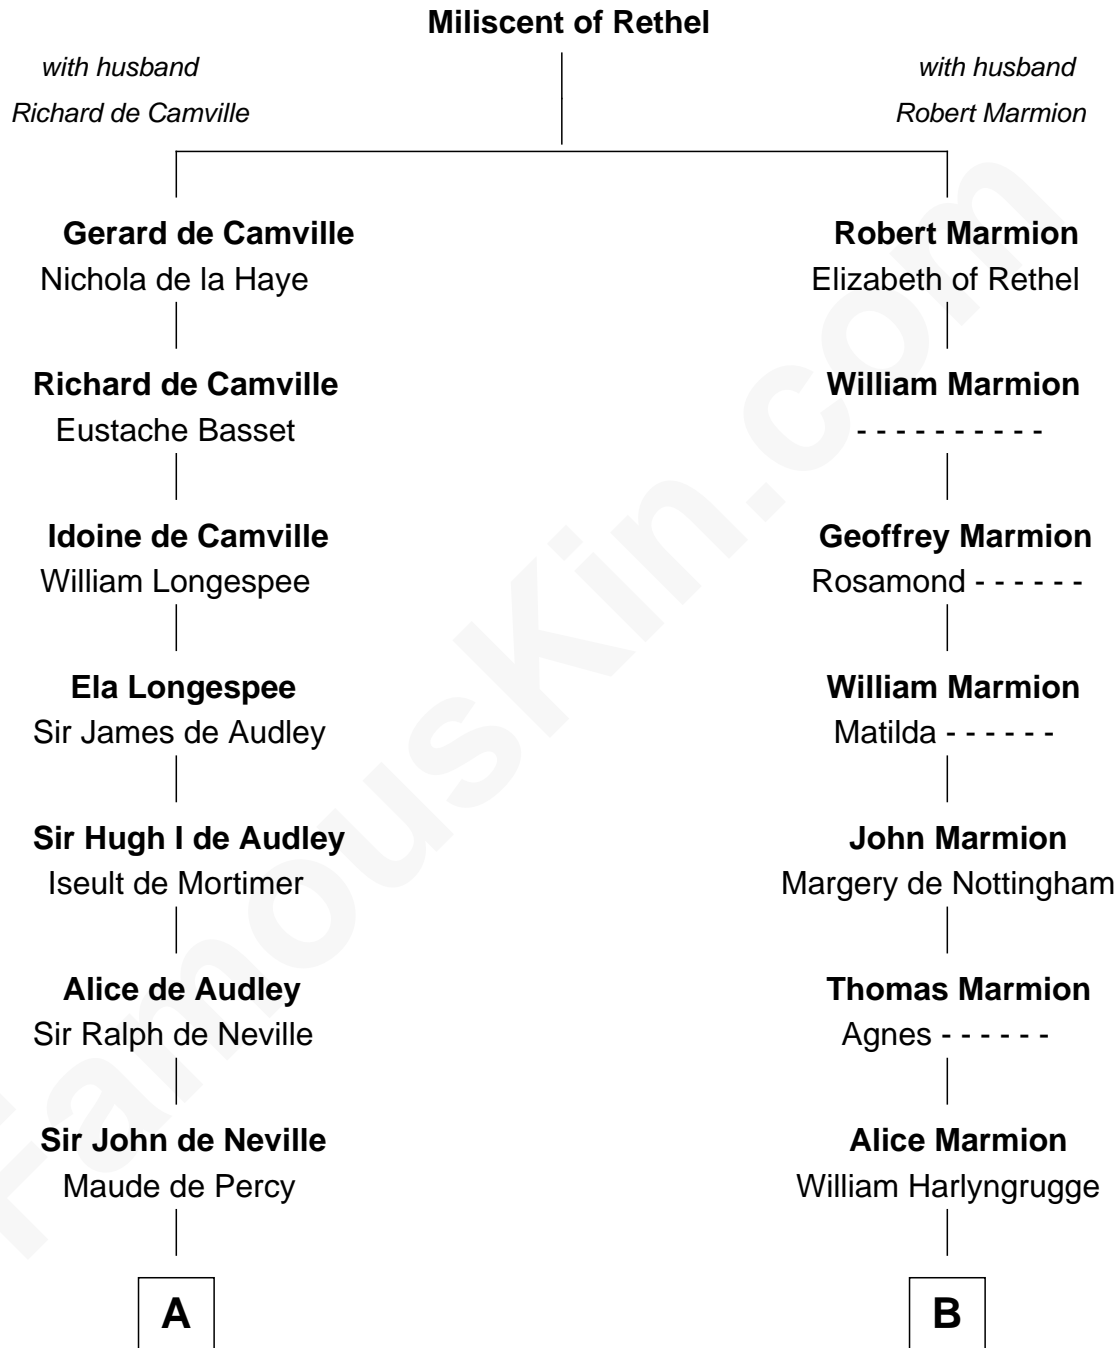 Miliscent of Rethel
with husband
Richard de Camville
with husband
Robert Marmion
Gerard de Camville
Nichola de la Haye
Robert Marmion
Elizabeth of Rethel
Richard de Camville
Eustache Basset
William Marmion
- - - - - - - - - -
Idoine de Camville
William Longespee
Geoffrey Marmion
Rosamond - - - - - -
Ela Longespee
Sir James de Audley
William Marmion
Matilda - - - - - -
Sir Hugh I de Audley
Iseult de Mortimer
John Marmion
Margery de Nottingham
Alice de Audley
Sir Ralph de Neville
Thomas Marmion
Agnes - - - - - -
Sir John de Neville
Maude de Percy
Alice Marmion
William Harlyngrugge
A
B
FamousKin.com